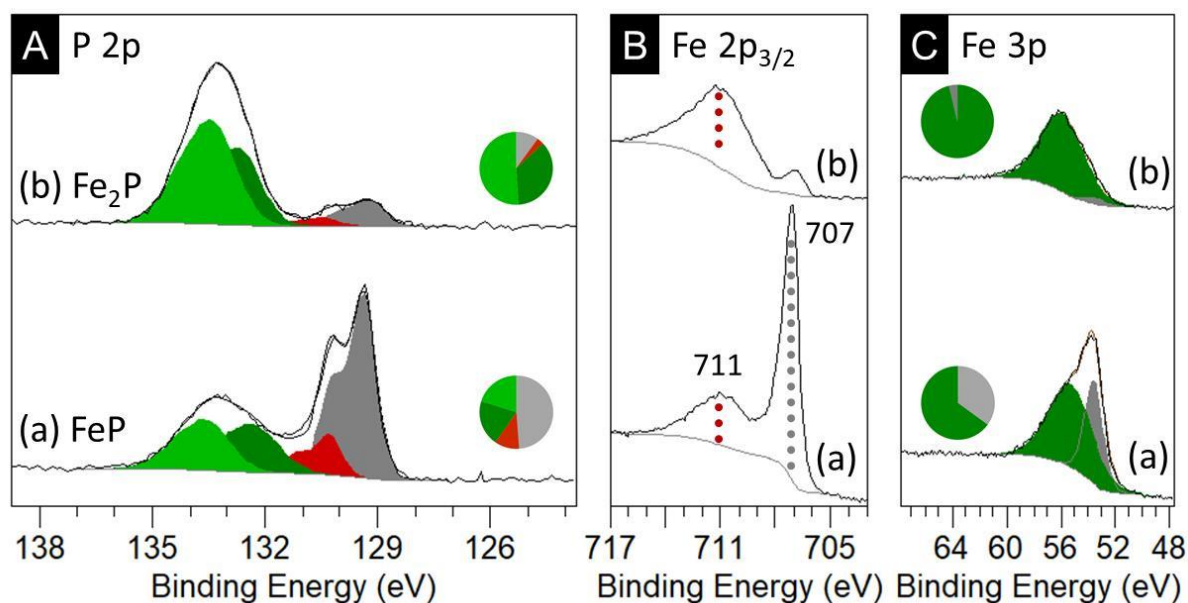 A P 2p
(b) Fe₂P
(a) FeP
138 135 132 129 126
Binding Energy (eV)
B Fe 2p₃/₂
(b)
707
711
(a)
717 711 705
Binding Energy (eV)
C Fe 3p
(b)
(a)
64 60 56 52 48
Binding Energy (eV)